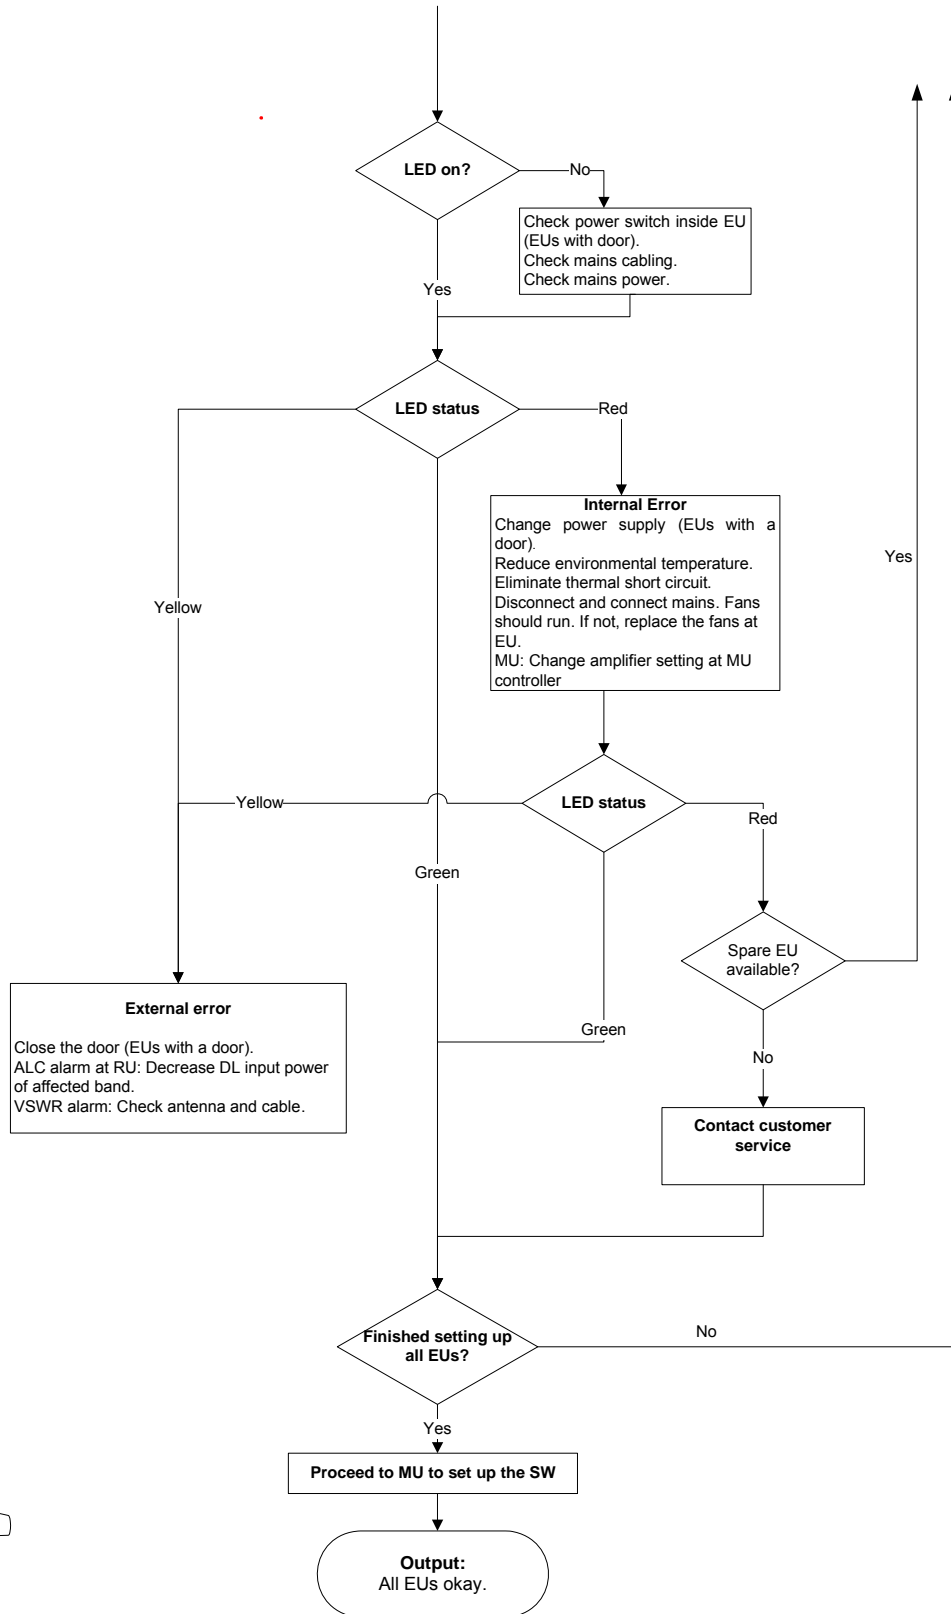 LED on?
No
Check power switch inside EU
(EUs with door).
Check mains cabling.
Check mains power.
Yes
LED status
Red
Internal Error
Change power supply (EUs with a
door).
Reduce environmental temperature.
Eliminate thermal short circuit.
Disconnect and connect mains. Fans
should run. If not, replace the fans at
EU.
MU: Change amplifier setting at MU
controller
Yes
Yellow
Yellow
LED status
Red
Green
Spare EU
available?
External error
Close the door (EUs with a door).
ALC alarm at RU: Decrease DL input power
of affected band.
VSWR alarm: Check antenna and cable.
Green
No
Contact customer
service
Finished setting up
all EUs?
No
Yes
Proceed to MU to set up the SW
Output:
All EUs okay.